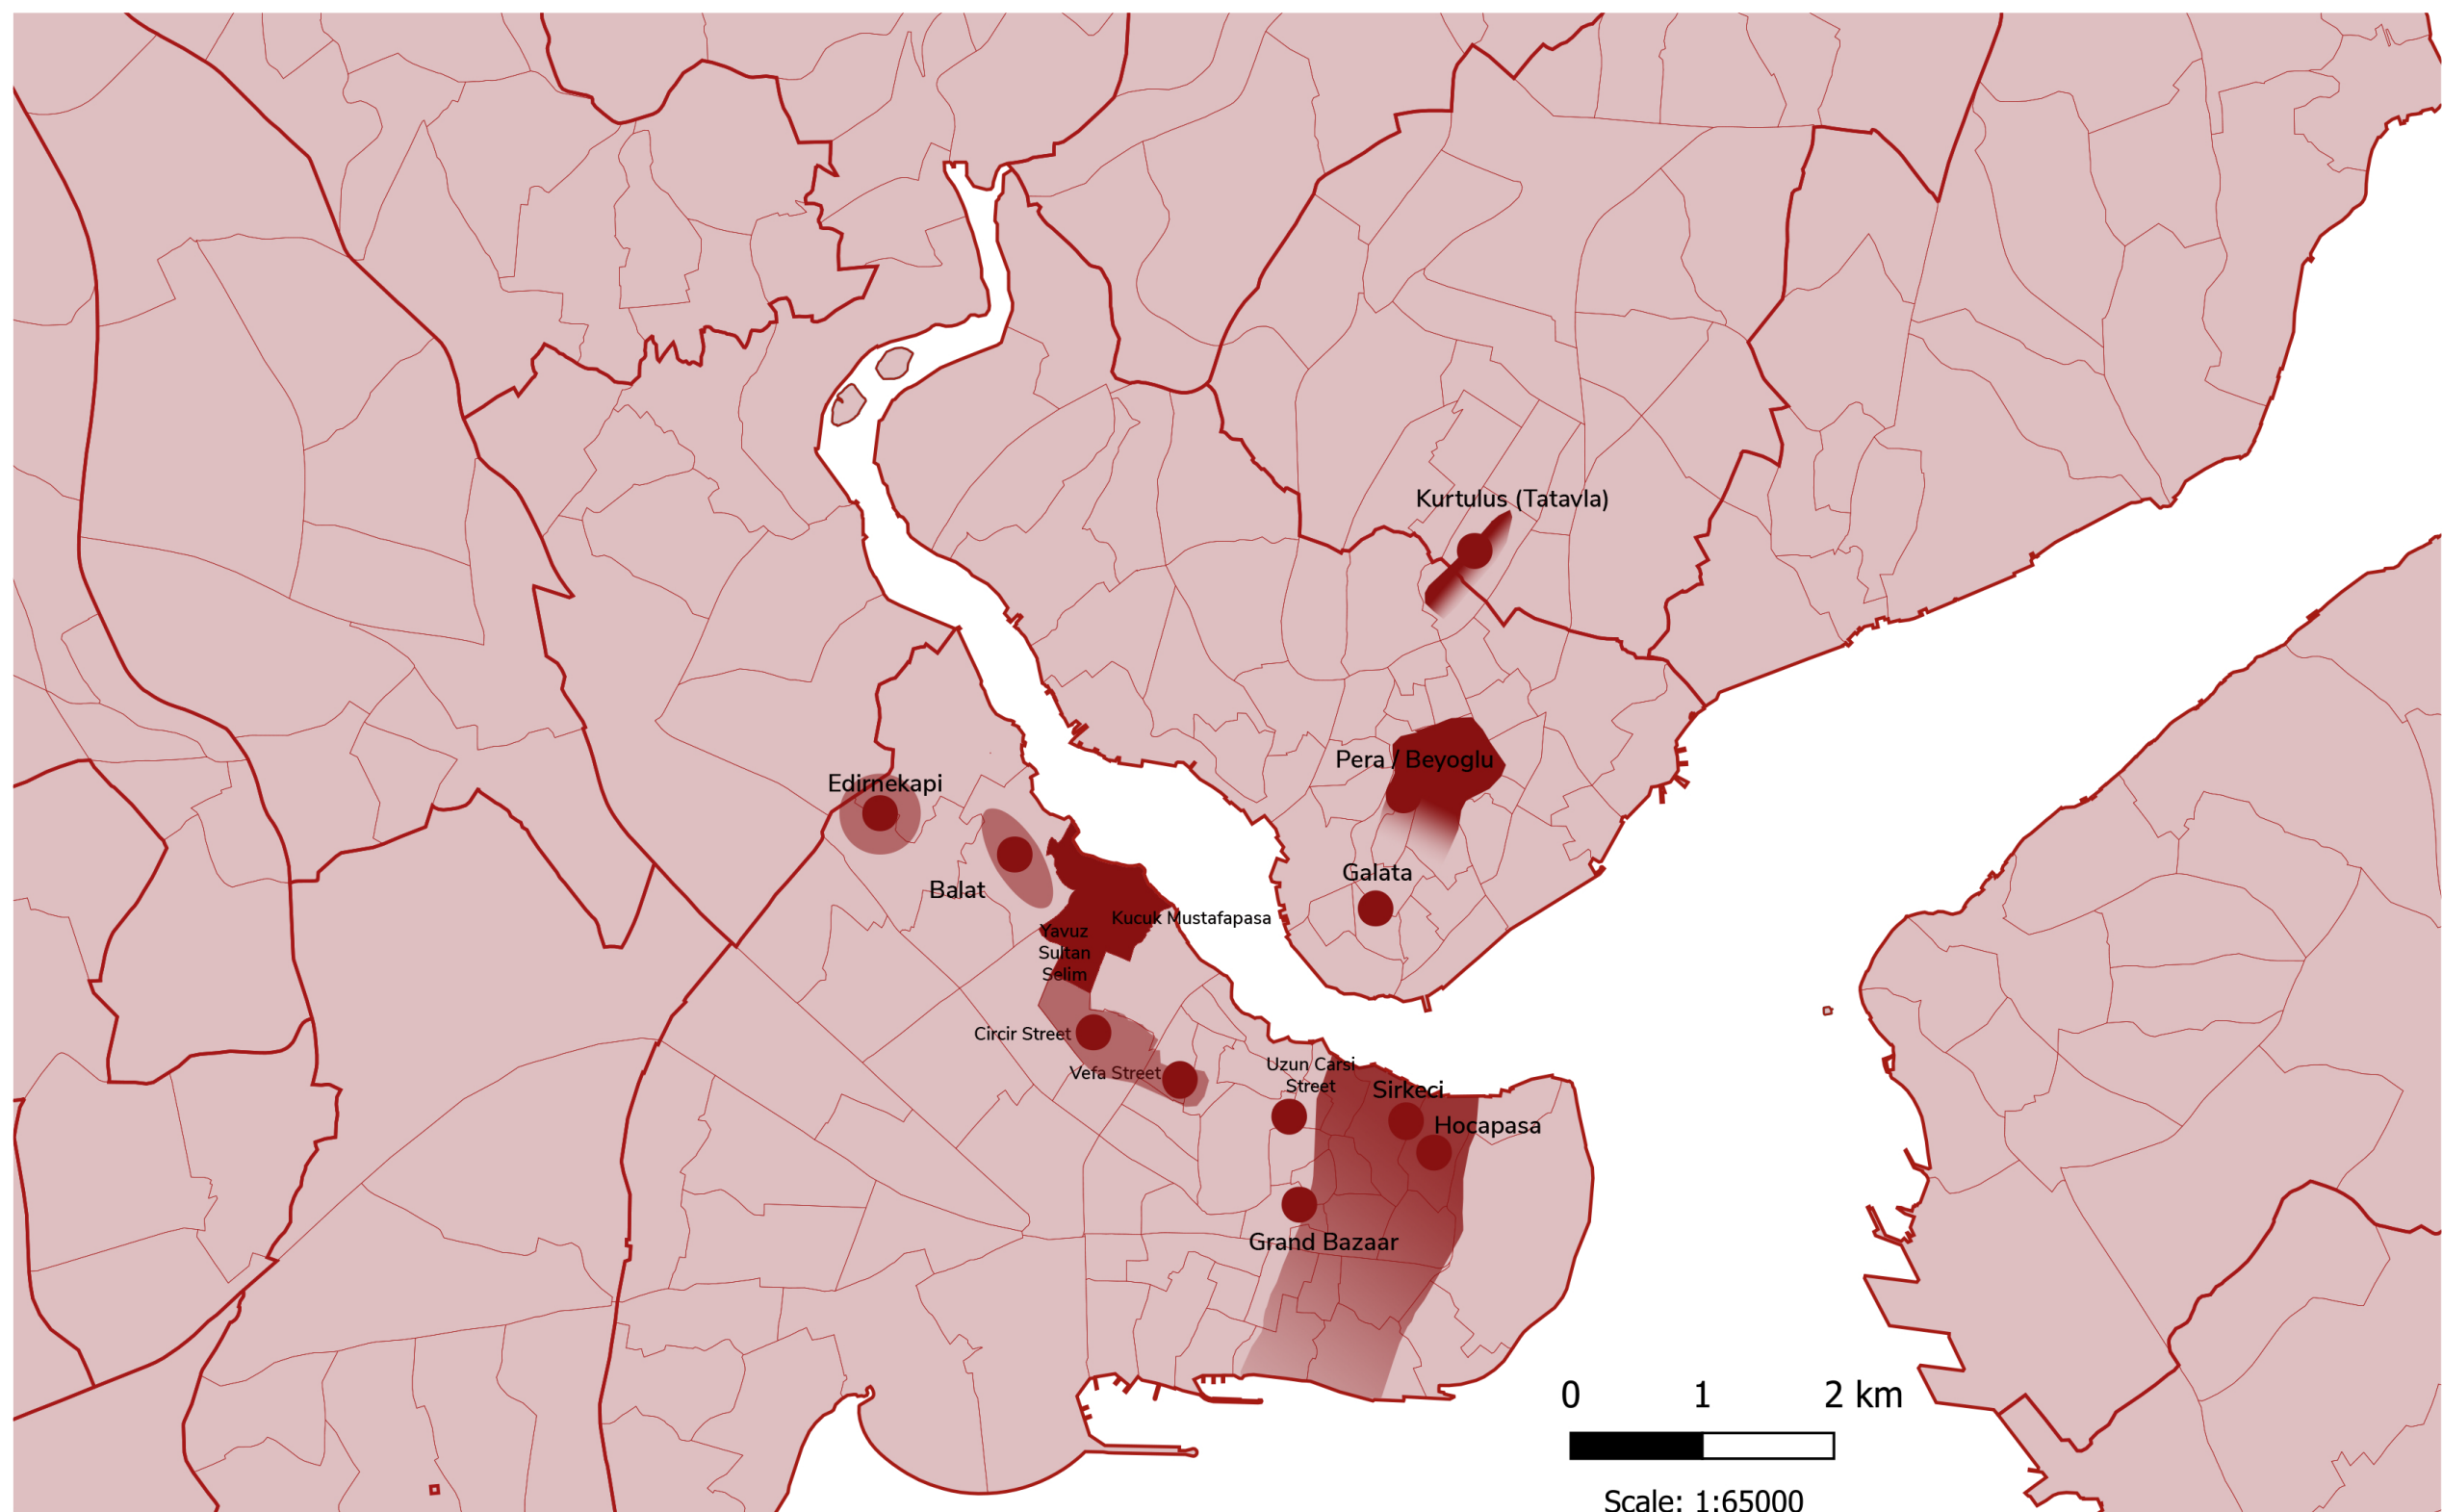 Kurtulus (Tatavla)
Pera / Beyoglu
Edirnekapi
Galata
Balat
Kucuk Mustafapasa
Yavuz
Sultan
Selim
Circir Street
Vefa Street
Uzun Carsi
Street
Sirkeci
Hocapasa
Grand Bazaar
0 1 2 km
Scale: 1:65000